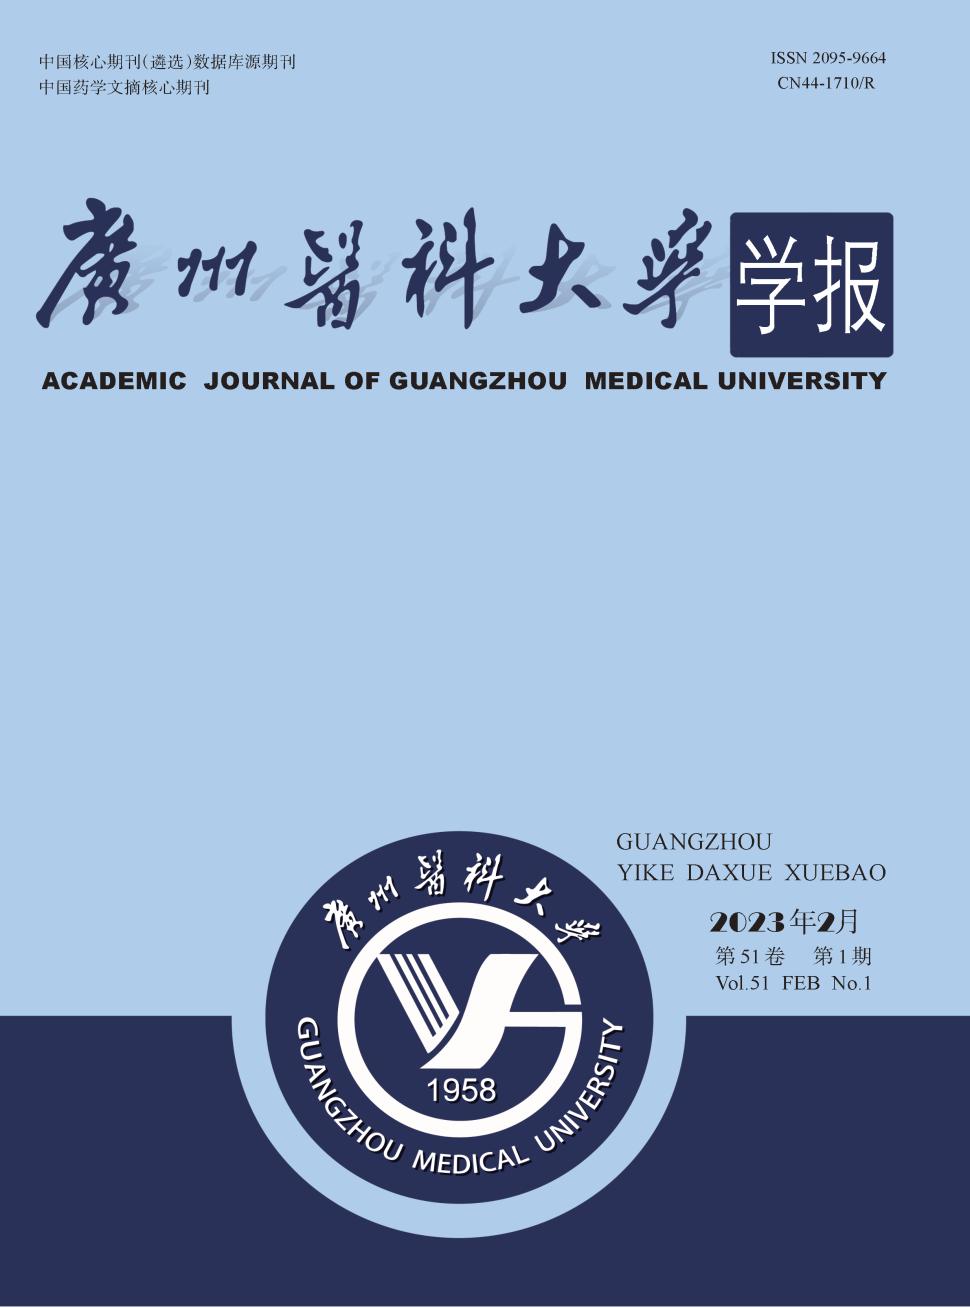 中国核心期刊(遴选)数据库源期刊
中国药学文摘核心期刊
ISSN 2095-9664
CN44-1710/R
廣州醫科大學 学报
ACADEMIC JOURNAL OF GUANGZHOU MEDICAL UNIVERSITY
GUANGZHOU
YIKE DAXUE XUEBAO
2023年2月
第51卷 第1期
Vol.51 FEB No.1
廣州醫科大學
1958
GUANGZHOU MEDICAL UNIVERSITY